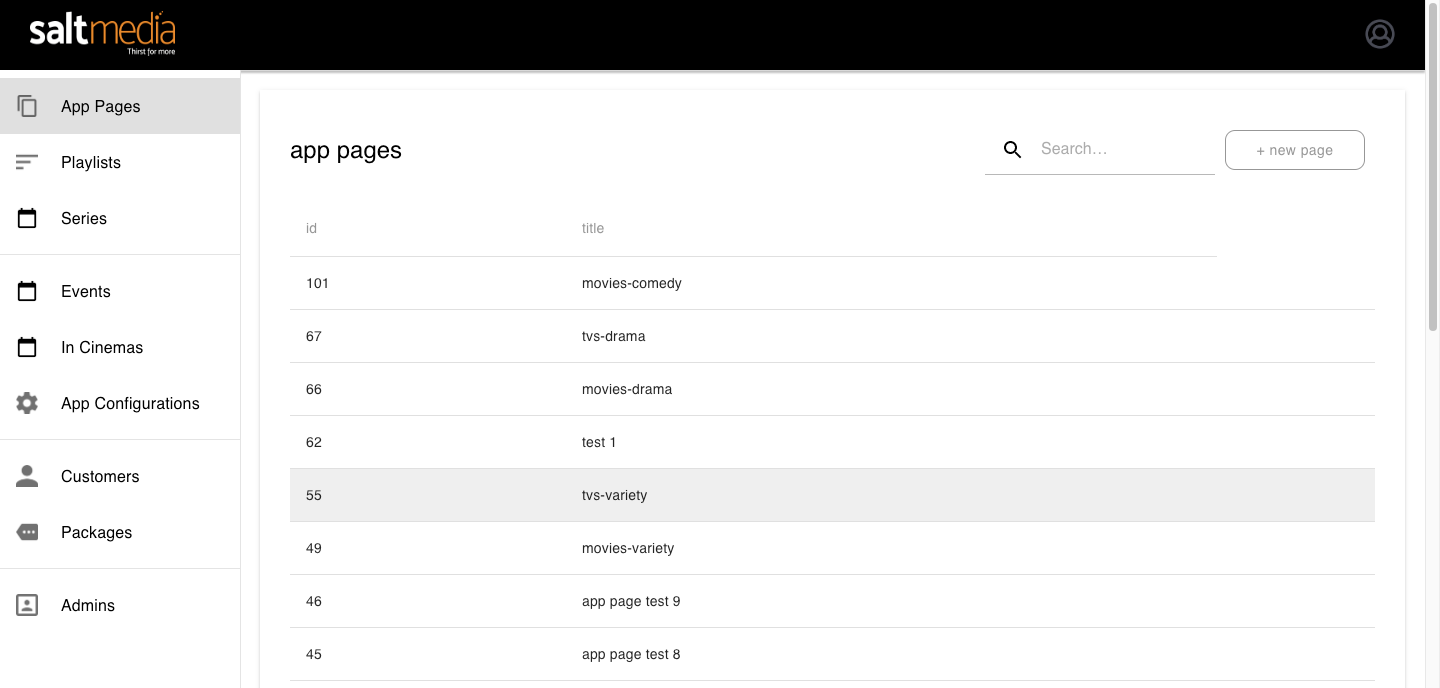 saltmedia
Thirst for more
App Pages
Playlists
Series
Events
In Cinemas
App Configurations
Customers
Packages
Admins
app pages
Search...
+ new page
id title
101 movies-comedy
67 tvs-drama
66 movies-drama
62 test 1
55 tvs-variety
49 movies-variety
46 app page test 9
45 app page test 8